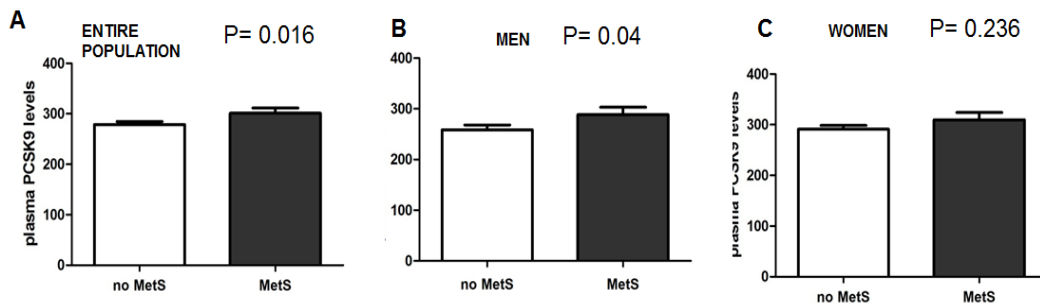 A
ENTIRE
POPULATION
P= 0.016
plasma PCSK9 levels
400
300
200
100
0
no MetS
MetS
B
MEN
P= 0.04
400
300
200
100
0
no MetS
MetS
C
WOMEN
P= 0.236
plasma PCSK9 levels
400
300
200
100
0
no MetS
MetS